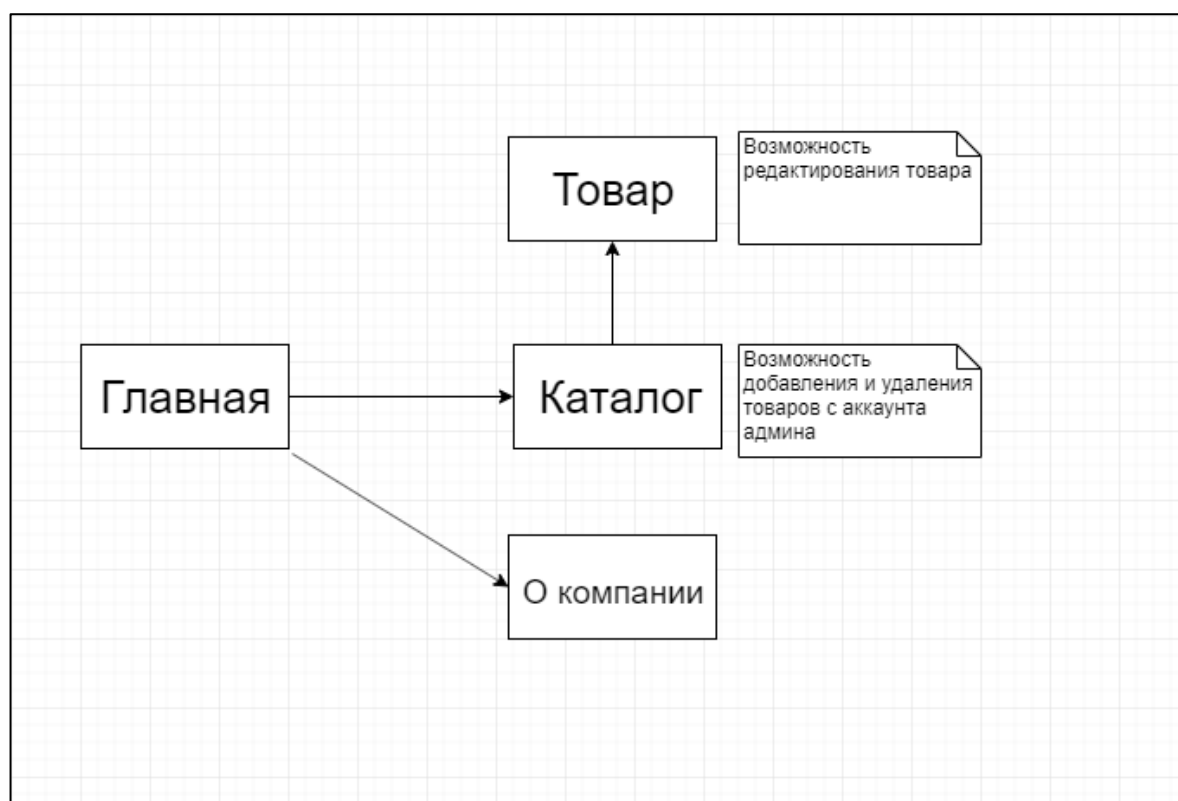 Товар
Возможность
редактирования товара
Главная
Каталог
Возможность
добавления и удаления
товаров с аккаунта
админа
О компании